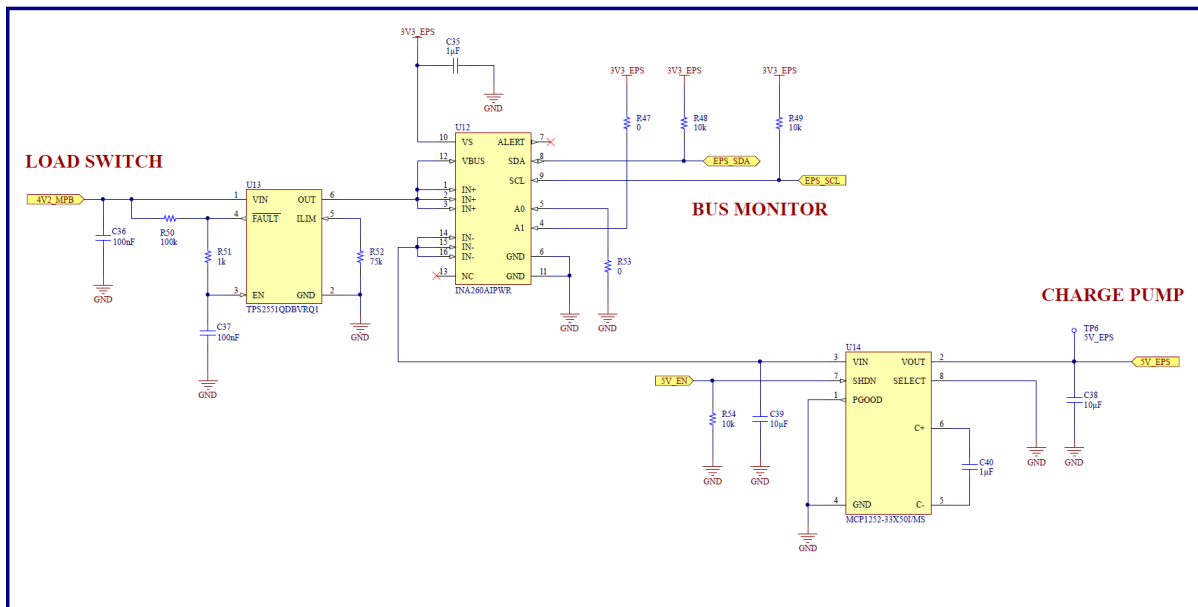 3V3_EPS
C35
1µF
GND
3V3_EPS
3V3_EPS
3V3_EPS
R47
0
R48
10k
R49
10k
LOAD SWITCH
4V2_MPB
C36
100nF
GND
R50
100k
R51
1k
C37
100nF
GND
U13
1 VIN OUT 6
4 FAULT ILIM 5
3 EN GND 2
TPS2551QDBVRQ1
R52
75k
GND
U12
10 VS ALERT 7
12 VBUS SDA 8
SCL 9
1 IN+
2 IN+ A0 5
3 IN+
A1 4
14 IN-
15 IN-
16 IN- GND 6
13 NC GND 11
INA260AIPWR
EPS_SDA
EPS_SCL
BUS MONITOR
R53
0
GND
GND
CHARGE PUMP
TP6
5V_EPS
U14
3 VIN VOUT 2
7 SHDN SELECT 8
1 PGOOD
C+ 6
4 GND C- 5
MCP1252-33X50I/MS
5V_EN
R54
10k
GND
C39
10µF
GND
GND
C40
1µF
GND
C38
10µF
GND
5V_EPS